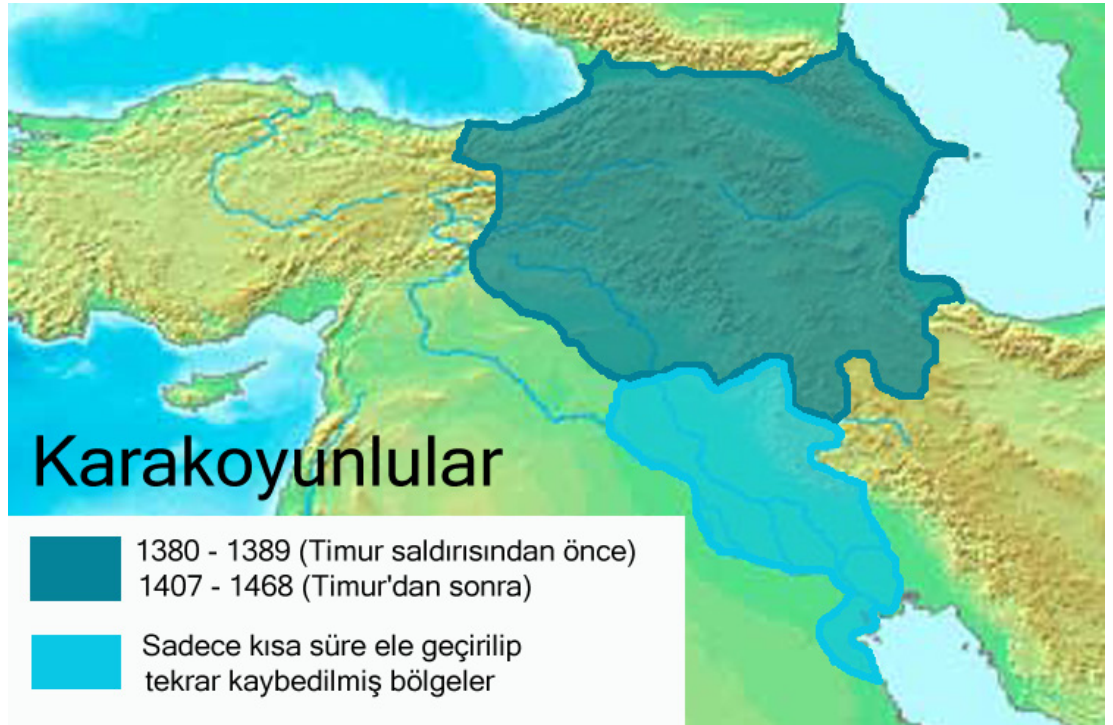 Karakoyunlular
1380 - 1389 (Timur saldırısından önce)
1407 - 1468 (Timur'dan sonra)
Sadece kısa süre ele geçirilip
tekrar kaybedilmiş bölgeler